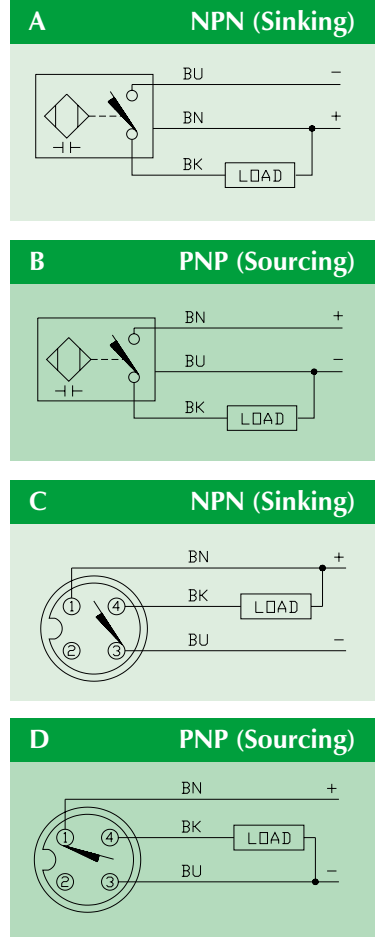 A NPN (Sinking)
BU −
BN +
BK LOAD
B PNP (Sourcing)
BN +
BU −
BK LOAD
C NPN (Sinking)
BN +
1 4 BK LOAD
2 3 BU −
D PNP (Sourcing)
BN +
1 4 BK LOAD
2 3 BU −